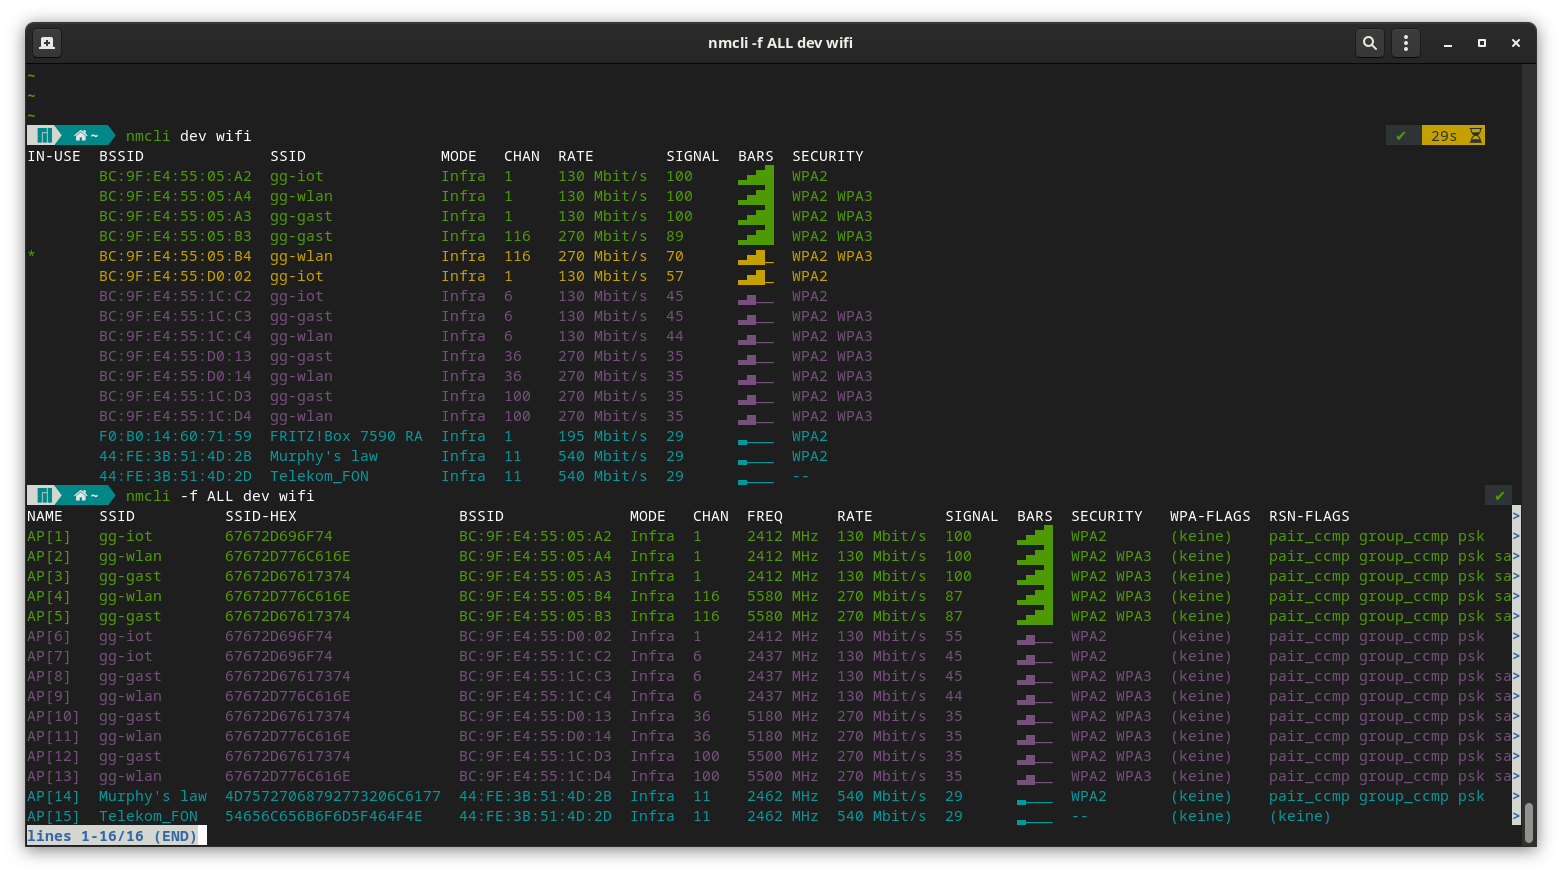 nmcli -f ALL dev wifi
~
~
~
~ nmcli dev wifi ✔ 29s
IN-USE BSSID SSID MODE CHAN RATE SIGNAL BARS SECURITY
BC:9F:E4:55:05:A2 gg-iot Infra 1 130 Mbit/s 100 ▂▄▆█ WPA2
BC:9F:E4:55:05:A4 gg-wlan Infra 1 130 Mbit/s 100 ▂▄▆█ WPA2 WPA3
BC:9F:E4:55:05:A3 gg-gast Infra 1 130 Mbit/s 100 ▂▄▆█ WPA2 WPA3
BC:9F:E4:55:05:B3 gg-gast Infra 116 270 Mbit/s 89 ▂▄▆█ WPA2 WPA3
* BC:9F:E4:55:05:B4 gg-wlan Infra 116 270 Mbit/s 70 ▂▄▆_ WPA2 WPA3
BC:9F:E4:55:D0:02 gg-iot Infra 1 130 Mbit/s 57 ▂▄▆_ WPA2
BC:9F:E4:55:1C:C2 gg-iot Infra 6 130 Mbit/s 45 ▂▄__ WPA2
BC:9F:E4:55:1C:C3 gg-gast Infra 6 130 Mbit/s 45 ▂▄__ WPA2 WPA3
BC:9F:E4:55:1C:C4 gg-wlan Infra 6 130 Mbit/s 44 ▂▄__ WPA2 WPA3
BC:9F:E4:55:D0:13 gg-gast Infra 36 270 Mbit/s 35 ▂▄__ WPA2 WPA3
BC:9F:E4:55:D0:14 gg-wlan Infra 36 270 Mbit/s 35 ▂▄__ WPA2 WPA3
BC:9F:E4:55:1C:D3 gg-gast Infra 100 270 Mbit/s 35 ▂▄__ WPA2 WPA3
BC:9F:E4:55:1C:D4 gg-wlan Infra 100 270 Mbit/s 35 ▂▄__ WPA2 WPA3
F0:B0:14:60:71:59 FRITZ!Box 7590 RA Infra 1 195 Mbit/s 29 ▂___ WPA2
44:FE:3B:51:4D:2B Murphy's law Infra 11 540 Mbit/s 29 ▂___ WPA2
44:FE:3B:51:4D:2D Telekom_FON Infra 11 540 Mbit/s 29 ▂___ --
~ nmcli -f ALL dev wifi ✔
NAME SSID SSID-HEX BSSID MODE CHAN FREQ RATE SIGNAL BARS SECURITY WPA-FLAGS RSN-FLAGS >
AP[1] gg-iot 67672D696F74 BC:9F:E4:55:05:A2 Infra 1 2412 MHz 130 Mbit/s 100 ▂▄▆█ WPA2 (keine) pair_ccmp group_ccmp psk >
AP[2] gg-wlan 67672D776C616E BC:9F:E4:55:05:A4 Infra 1 2412 MHz 130 Mbit/s 100 ▂▄▆█ WPA2 WPA3 (keine) pair_ccmp group_ccmp psk sa>
AP[3] gg-gast 67672D67617374 BC:9F:E4:55:05:A3 Infra 1 2412 MHz 130 Mbit/s 100 ▂▄▆█ WPA2 WPA3 (keine) pair_ccmp group_ccmp psk sa>
AP[4] gg-wlan 67672D776C616E BC:9F:E4:55:05:B4 Infra 116 5580 MHz 270 Mbit/s 87 ▂▄▆█ WPA2 WPA3 (keine) pair_ccmp group_ccmp psk sa>
AP[5] gg-gast 67672D67617374 BC:9F:E4:55:05:B3 Infra 116 5580 MHz 270 Mbit/s 87 ▂▄▆█ WPA2 WPA3 (keine) pair_ccmp group_ccmp psk sa>
AP[6] gg-iot 67672D696F74 BC:9F:E4:55:D0:02 Infra 1 2412 MHz 130 Mbit/s 55 ▂▄__ WPA2 (keine) pair_ccmp group_ccmp psk >
AP[7] gg-iot 67672D696F74 BC:9F:E4:55:1C:C2 Infra 6 2437 MHz 130 Mbit/s 45 ▂▄__ WPA2 (keine) pair_ccmp group_ccmp psk >
AP[8] gg-gast 67672D67617374 BC:9F:E4:55:1C:C3 Infra 6 2437 MHz 130 Mbit/s 45 ▂▄__ WPA2 WPA3 (keine) pair_ccmp group_ccmp psk sa>
AP[9] gg-wlan 67672D776C616E BC:9F:E4:55:1C:C4 Infra 6 2437 MHz 130 Mbit/s 44 ▂▄__ WPA2 WPA3 (keine) pair_ccmp group_ccmp psk sa>
AP[10] gg-gast 67672D67617374 BC:9F:E4:55:D0:13 Infra 36 5180 MHz 270 Mbit/s 35 ▂▄__ WPA2 WPA3 (keine) pair_ccmp group_ccmp psk sa>
AP[11] gg-wlan 67672D776C616E BC:9F:E4:55:D0:14 Infra 36 5180 MHz 270 Mbit/s 35 ▂▄__ WPA2 WPA3 (keine) pair_ccmp group_ccmp psk sa>
AP[12] gg-gast 67672D67617374 BC:9F:E4:55:1C:D3 Infra 100 5500 MHz 270 Mbit/s 35 ▂▄__ WPA2 WPA3 (keine) pair_ccmp group_ccmp psk sa>
AP[13] gg-wlan 67672D776C616E BC:9F:E4:55:1C:D4 Infra 100 5500 MHz 270 Mbit/s 35 ▂▄__ WPA2 WPA3 (keine) pair_ccmp group_ccmp psk sa>
AP[14] Murphy's law 4D75727068792773206C6177 44:FE:3B:51:4D:2B Infra 11 2462 MHz 540 Mbit/s 29 ▂___ WPA2 (keine) pair_ccmp group_ccmp psk >
AP[15] Telekom_FON 54656C656B6F6D5F464F4E 44:FE:3B:51:4D:2D Infra 11 2462 MHz 540 Mbit/s 29 ▂___ -- (keine) (keine) >
lines 1-16/16 (END)